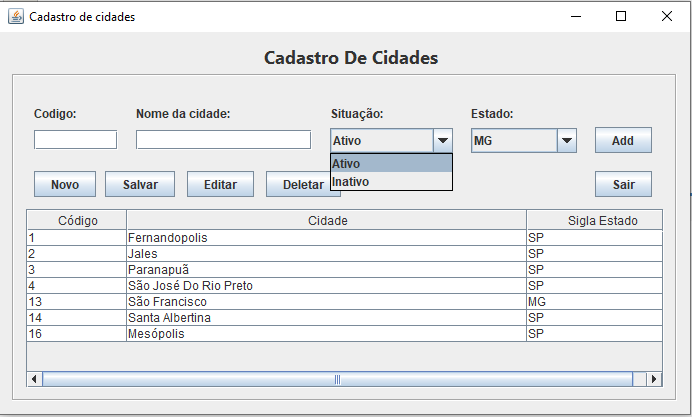 Cadastro de cidades
Cadastro De Cidades
Codigo: Nome da cidade: Situação: Estado:
Ativo MG Add
Ativo
Inativo
Novo Salvar Editar Deletar Sair
Código Cidade Sigla Estado
1 Fernandopolis SP
2 Jales SP
3 Paranapuã SP
4 São José Do Rio Preto SP
13 São Francisco MG
14 Santa Albertina SP
16 Mesópolis SP